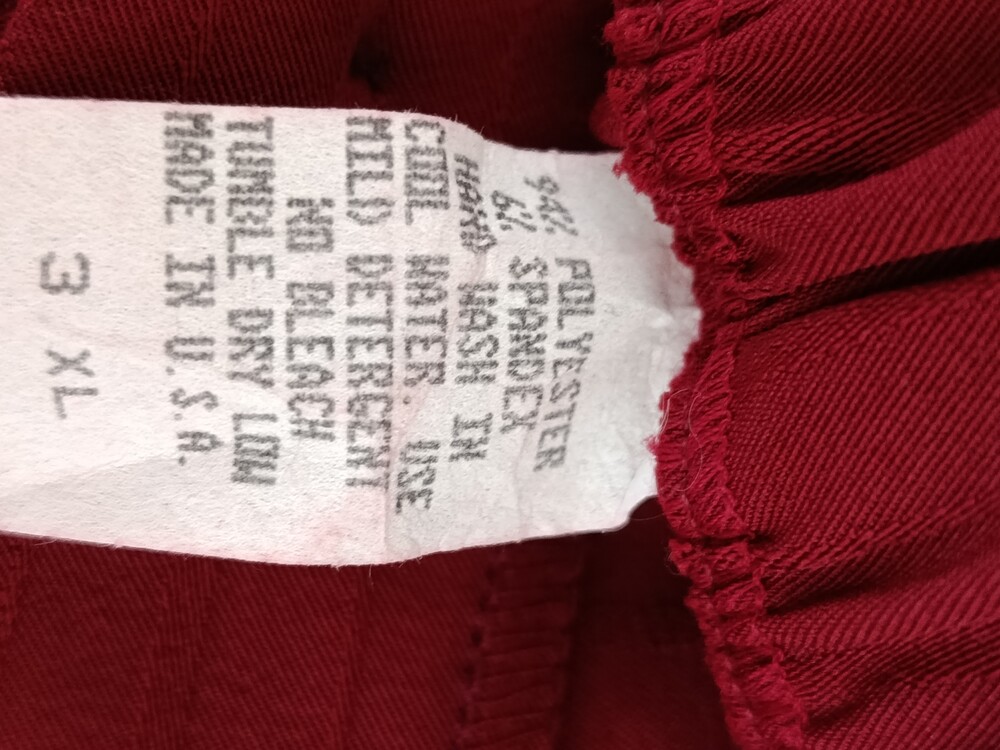 94% POLYESTER
6% SPANDEX
HAND WASH IN
COOL WATER. USE
MILD DETERGENT
NO BLEACH
TUMBLE DRY LOW
MADE IN U.S.A.
3 XL